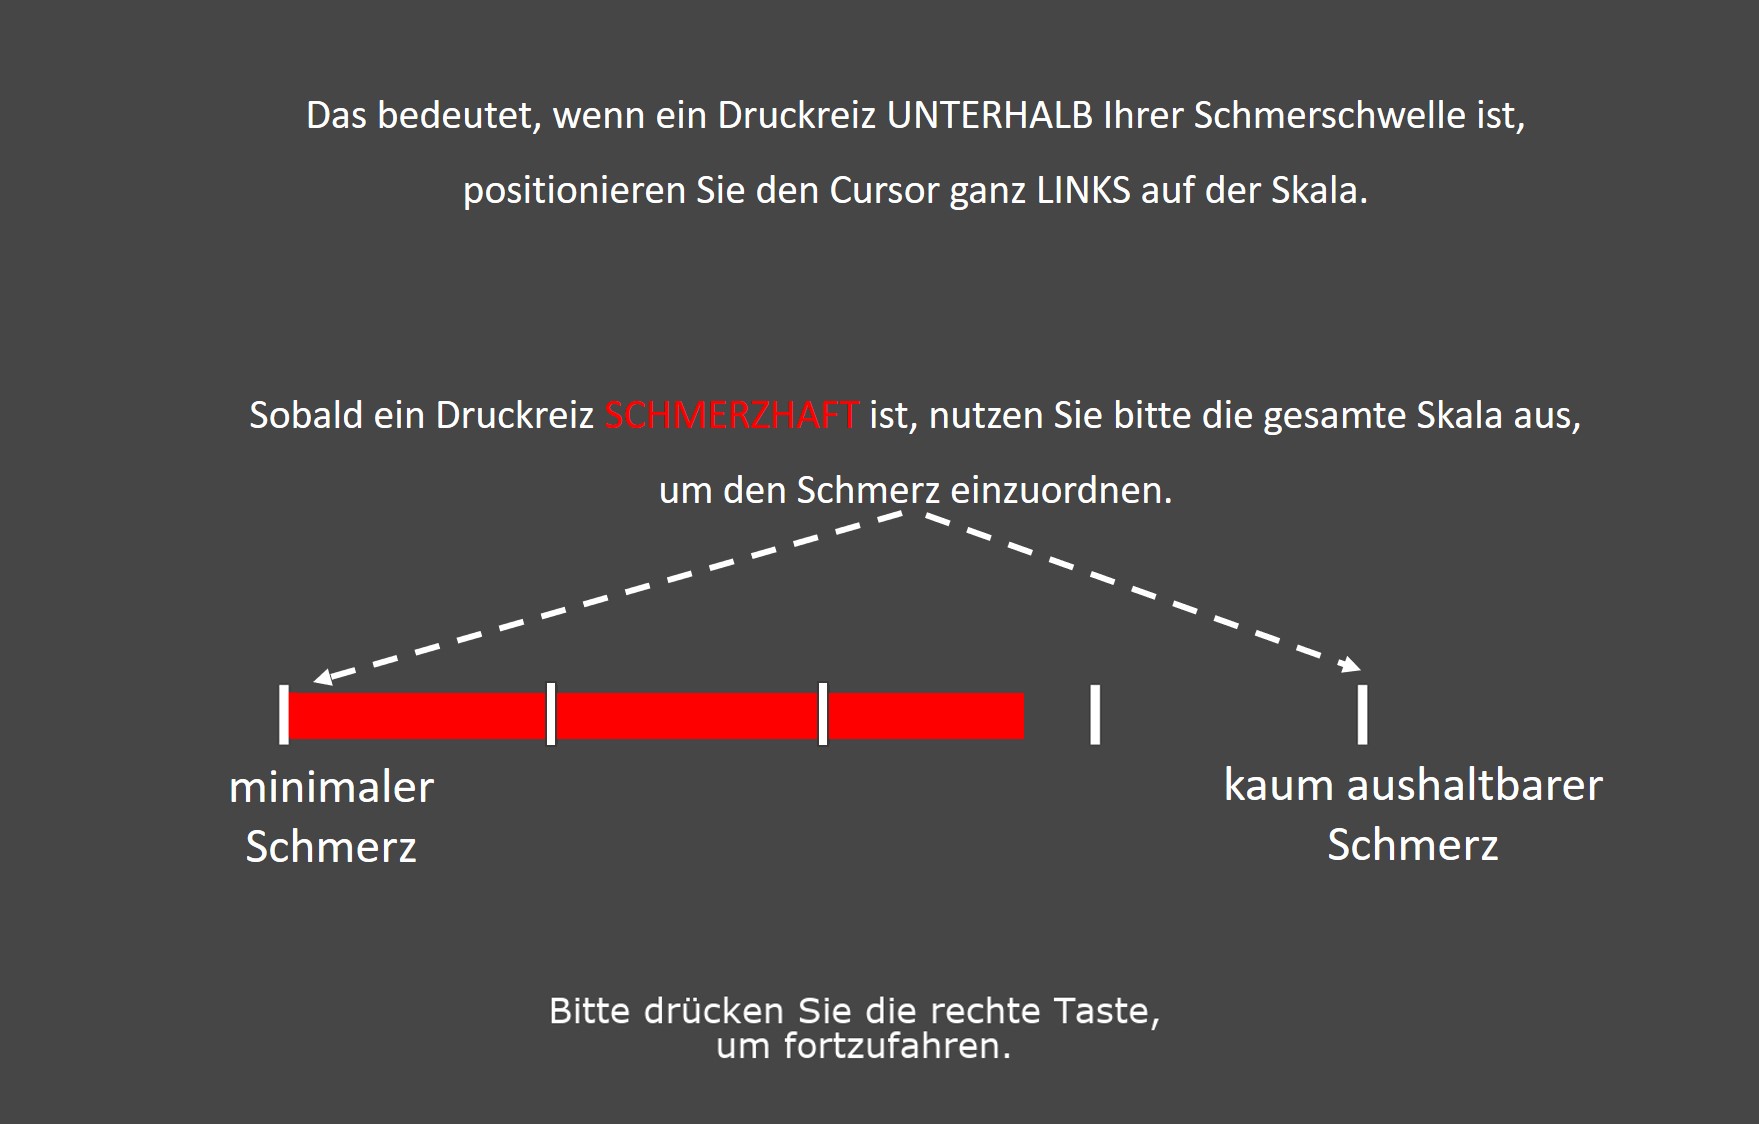 Das bedeutet, wenn ein Druckreiz UNTERHALB Ihrer Schmerschwelle ist,
positionieren Sie den Cursor ganz LINKS auf der Skala.
Sobald ein Druckreiz SCHMERZHAFT ist, nutzen Sie bitte die gesamte Skala aus,
um den Schmerz einzuordnen.
minimaler
Schmerz
kaum aushaltbarer
Schmerz
Bitte drücken Sie die rechte Taste,
um fortzufahren.